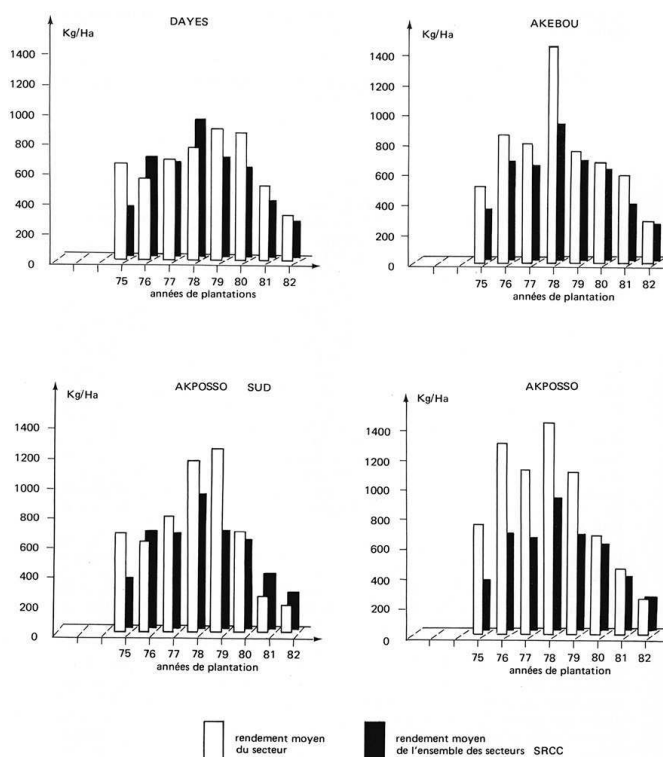 DAYES
Kg/Ha
1400
1200
1000
800
600
400
200
0
75 76 77 78 79 80 81 82
années de plantations
AKEBOU
Kg/Ha
1400
1200
1000
800
600
400
200
0
75 76 77 78 79 80 81 82
années de plantation
AKPOSSO SUD
Kg/Ha
1400
1200
1000
800
600
400
200
0
75 76 77 78 79 80 81 82
années de plantation
AKPOSSO
Kg/Ha
1400
1200
1000
800
600
400
200
0
75 76 77 78 79 80 81 82
années de plantation
rendement moyen
du secteur
rendement moyen
de l'ensemble des secteurs SRCC